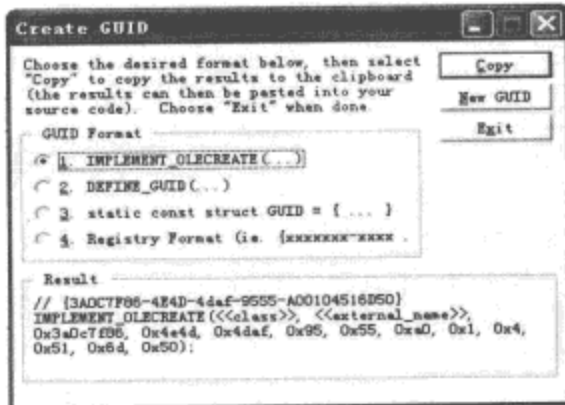 Create GUID
Choose the desired format below, then select
"Copy" to copy the results to the clipboard
(the results can then be pasted into your
source code). Choose "Exit" when done.
Copy
New GUID
Exit
GUID Format
1. IMPLEMENT_OLECREATE(...)
2. DEFINE_GUID(...)
3. static const struct GUID = { ... }
4. Registry Format (ie. {xxxxxxx-xxxx .
Result
// {3A0C7F86-4E4D-4daf-9555-A00104516D50}
IMPLEMENT_OLECREATE(<<class>>, <<external_name>>,
0x3a0c7f86, 0x4e4d, 0x4daf, 0x95, 0x55, 0xa0, 0x1, 0x4,
0x51, 0x6d, 0x50);